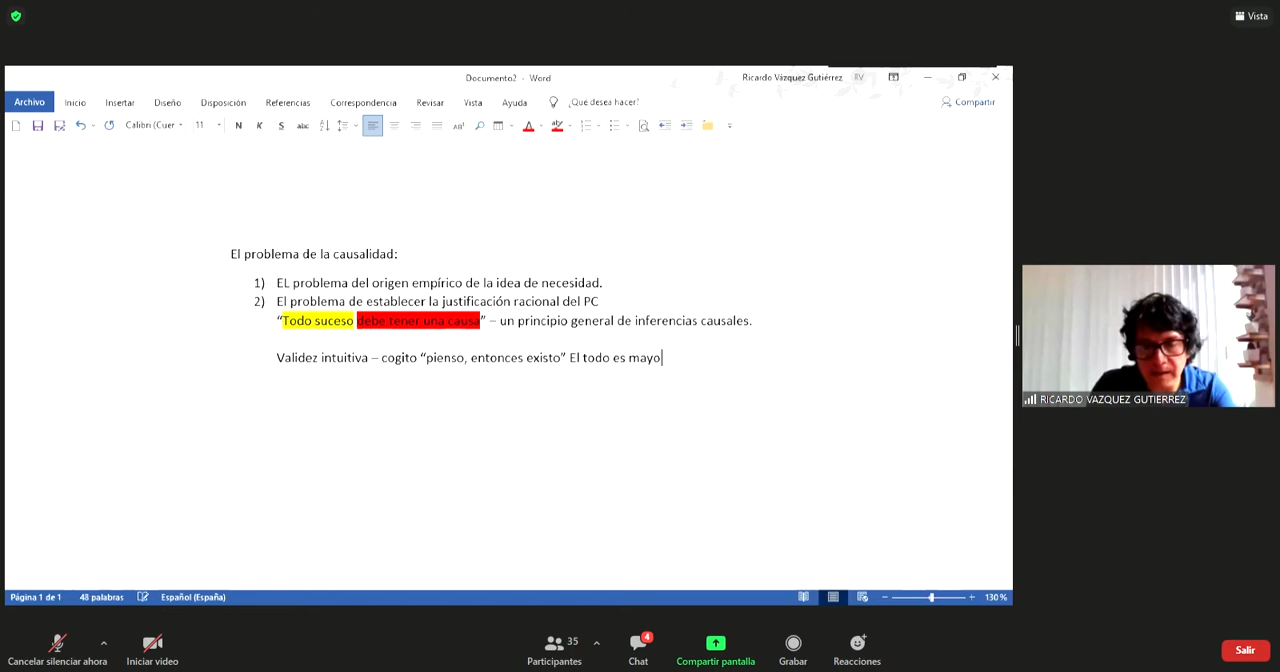 Vista
Documento2 - Word
Ricardo Vázquez Gutiérrez RV
Archivo Inicio Insertar Diseño Disposición Referencias Correspondencia Revisar Vista Ayuda ¿Qué desea hacer? Compartir
Calibri (Cuer 11 N K S abc
El problema de la causalidad:
1) EL problema del origen empírico de la idea de necesidad.
2) El problema de establecer la justificación racional del PC
“Todo suceso debe tener una causa” – un principio general de inferencias causales.
Validez intuitiva – cogito “pienso, entonces existo” El todo es mayo
RICARDO VAZQUEZ GUTIERREZ
Página 1 de 1 48 palabras Español (España) 130 %
35 4
Cancelar silenciar ahora Iniciar video Participantes Chat Compartir pantalla Grabar Reacciones Salir